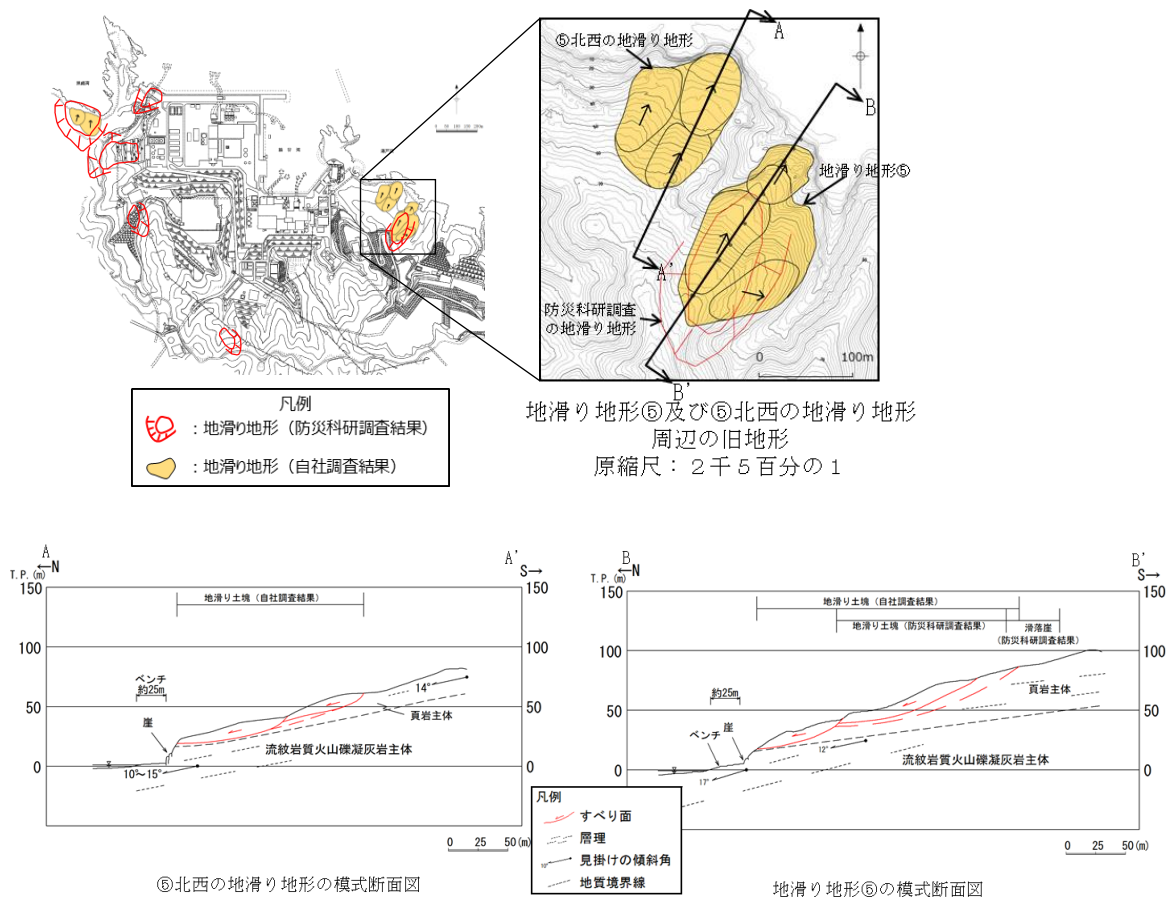 A
⑤北西の地滑り地形
B
地滑り地形⑤
A'
防災科研調査
の地滑り地形
0 100m
B'
凡例
: 地滑り地形（防災科研調査結果）
: 地滑り地形（自社調査結果）
地滑り地形⑤及び⑤北西の地滑り地形
周辺の旧地形
原縮尺：２千５百分の１
A
←N
A'
S→
T.P.(m)
150
100
50
0
150
100
50
0
地滑り土塊（自社調査結果）
ベンチ
約25m
崖
14°
頁岩主体
流紋岩質火山礫凝灰岩主体
10°～15°
0 25 50(m)
⑤北西の地滑り地形の模式断面図
B
←N
B'
S→
T.P.(m)
150
100
50
0
150
100
50
0
地滑り土塊（自社調査結果）
地滑り土塊（防災科研調査結果）
滑落崖
（防災科研調査結果）
約25m
ベンチ
崖
頁岩主体
12°
流紋岩質火山礫凝灰岩主体
17°
0 25 50(m)
地滑り地形⑤の模式断面図
凡例
すべり面
層理
10°
見掛けの傾斜角
地質境界線